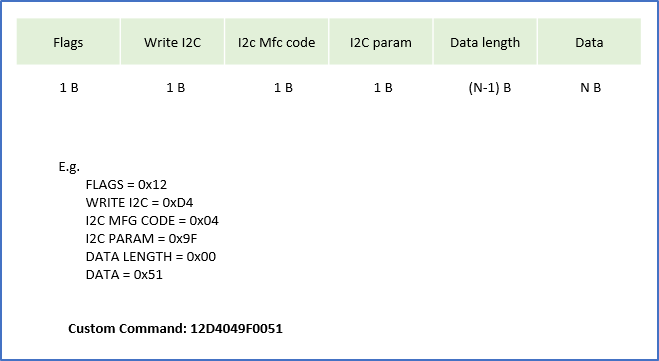 Flags Write I2C I2c Mfc code I2C param Data length Data
1 B 1 B 1 B 1 B (N-1) B N B
E.g.
FLAGS = 0x12
WRITE I2C = 0xD4
I2C MFG CODE = 0x04
I2C PARAM = 0x9F
DATA LENGTH = 0x00
DATA = 0x51
Custom Command: 12D4049F0051